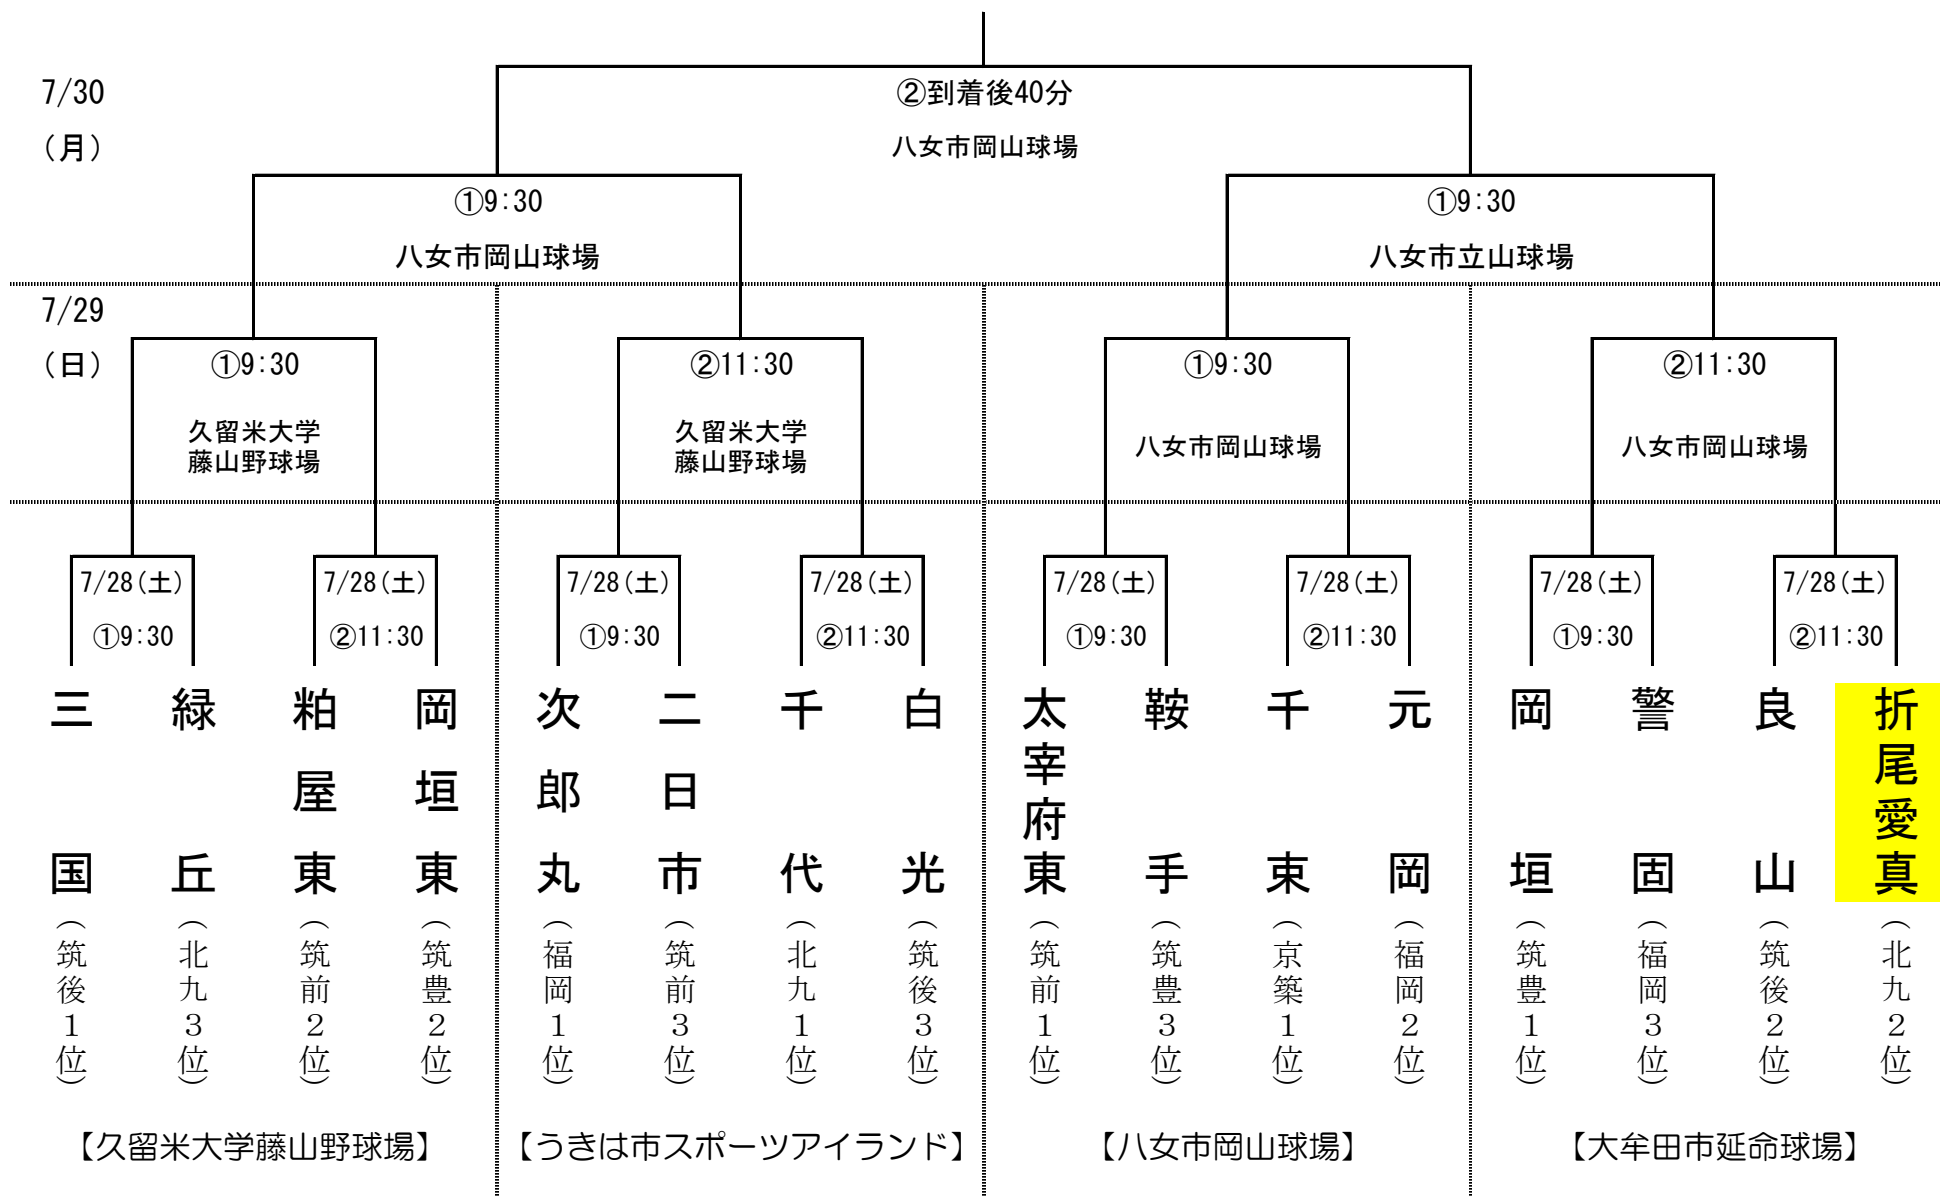 7/30
(月)
②到着後40分
八女市岡山球場
①9:30
八女市岡山球場
①9:30
八女市立山球場
7/29
(日)
①9:30
久留米大学
藤山野球場
②11:30
久留米大学
藤山野球場
①9:30
八女市岡山球場
②11:30
八女市岡山球場
7/28(土)
①9:30
7/28(土)
②11:30
7/28(土)
①9:30
7/28(土)
②11:30
7/28(土)
①9:30
7/28(土)
②11:30
7/28(土)
①9:30
7/28(土)
②11:30
三国(筑後1位)
緑丘(北九3位)
粕屋東(筑前2位)
岡垣東(筑豊2位)
次郎丸(福岡1位)
二日市(筑前3位)
千代(北九1位)
白光(筑後3位)
太宰府東(筑前1位)
鞍手(筑豊3位)
千束(京築1位)
元岡(福岡2位)
岡垣(筑豊1位)
警固(福岡3位)
良山(筑後2位)
折尾愛真(北九2位)
【久留米大学藤山野球場】
【うきは市スポーツアイランド】
【八女市岡山球場】
【大牟田市延命球場】